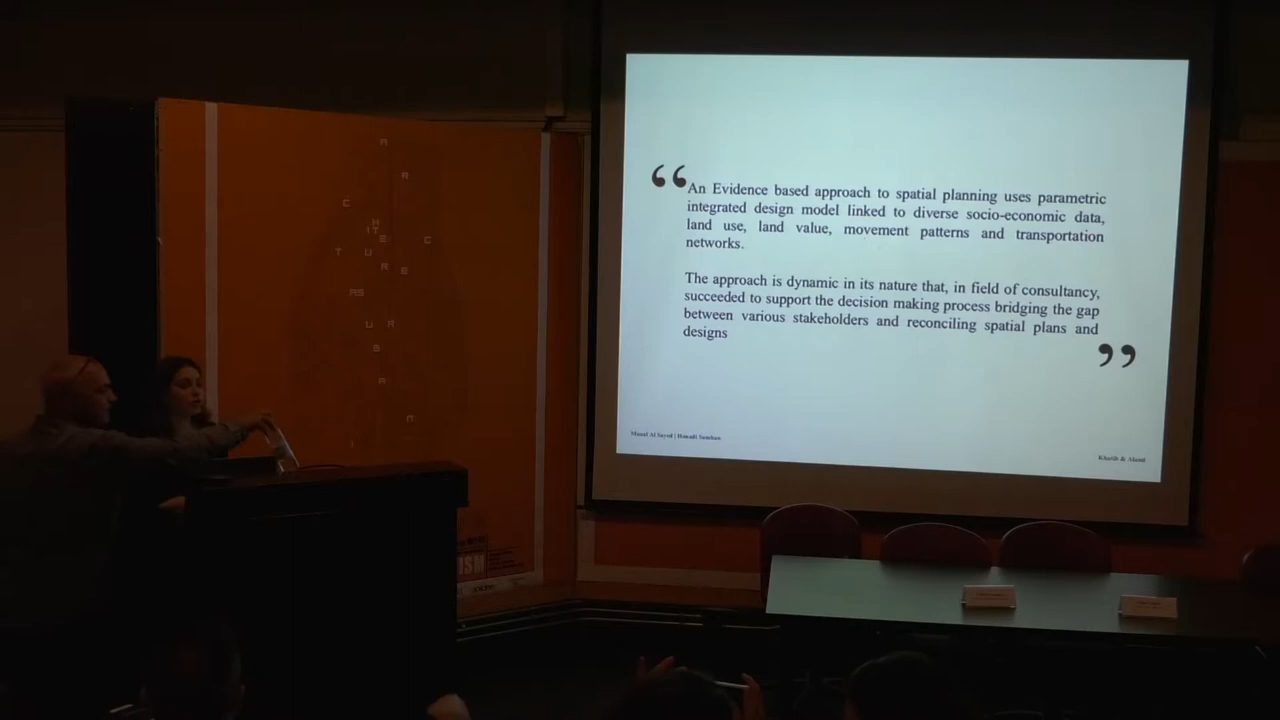 “
An Evidence based approach to spatial planning uses parametric
integrated design model linked to diverse socio-economic data,
land use, land value, movement patterns and transportation
networks.
The approach is dynamic in its nature that, in field of consultancy,
succeeded to support the decision making process bridging the gap
between various stakeholders and reconciling spatial plans and
designs
”
Khatib & Alami
A
R
C
H
IT
E
C
T
U
R
E
AS
U
R
B
A